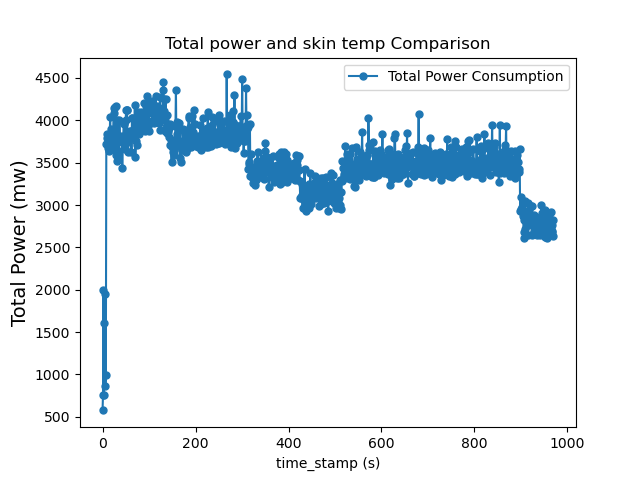 Total power and skin temp Comparison
Total Power Consumption
Total Power (mw)
4500
4000
3500
3000
2500
2000
1500
1000
500
0 200 400 600 800 1000
time_stamp (s)